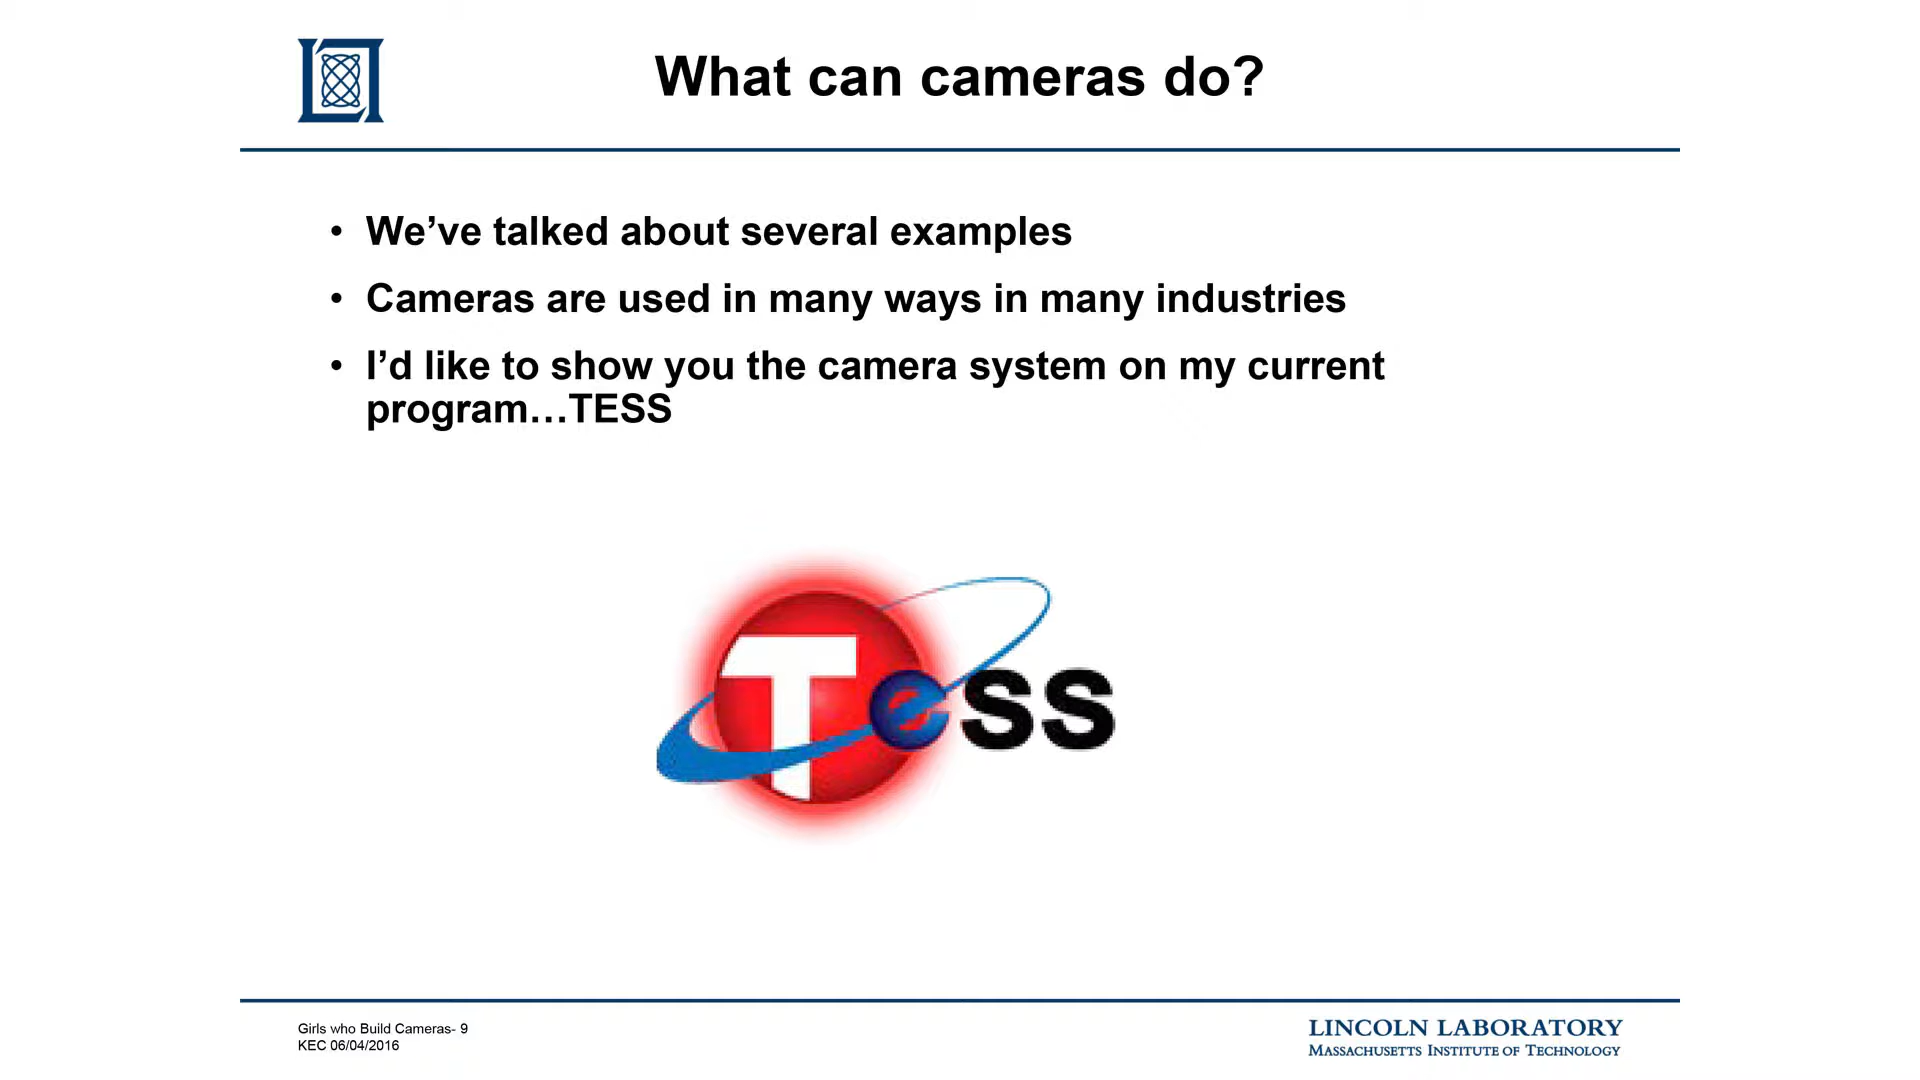 What can cameras do?
• We’ve talked about several examples
• Cameras are used in many ways in many industries
• I’d like to show you the camera system on my current
program…TESS
Tess
Girls who Build Cameras- 9
KEC 06/04/2016
LINCOLN LABORATORY
MASSACHUSETTS INSTITUTE OF TECHNOLOGY